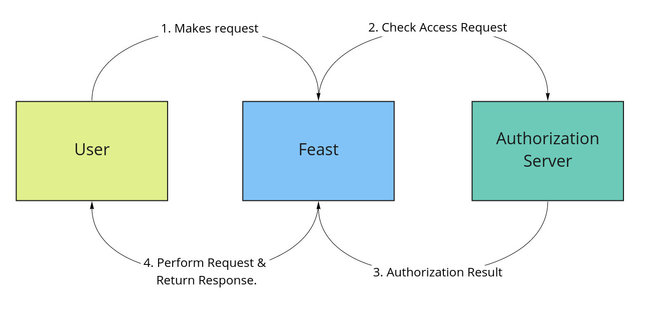 1. Makes request
2. Check Access Request
User
Feast
Authorization
Server
4. Perform Request &
Return Response.
3. Authorization Result